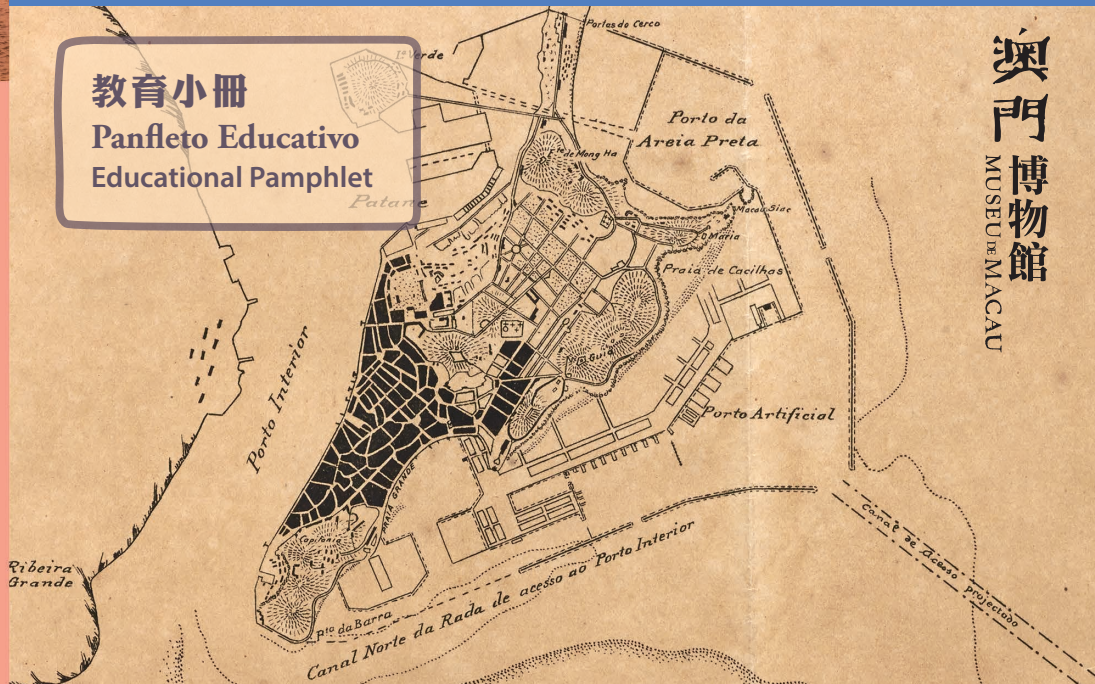 教育小冊
Panfleto Educativo
Educational Pamphlet
澳門
博物館
MUSEU DE MACAU
Portas do Cerco
Verde
Porto da
Areia Preta
de Mong Ha
Patane
Macau Siac
D. Maria
Praia de Cacilhas
Porto Interior
Guia
Porto Artificial
PRAIA GRANDE
Capitania
Ribeira
Grande
Pta da Barra
Canal Norte da Rada de acesso ao Porto Interior
Canal de Acesso projectado